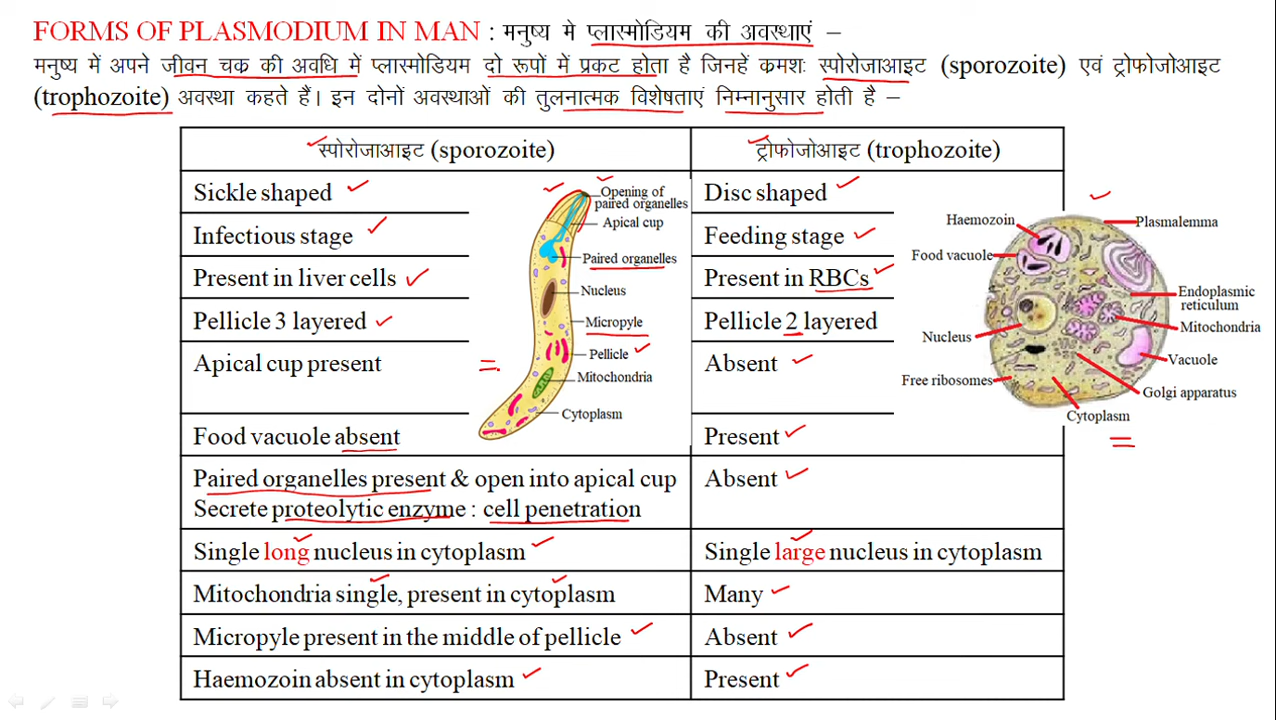 FORMS OF PLASMODIUM IN MAN : मनुष्य मे प्लास्मोडियम की अवस्थाएं –
मनुष्य में अपने जीवन चक्र की अवधि में प्लास्मोडियम दो रूपों में प्रकट होता है जिनहें क्रमशः स्पोरोजाआइट (sporozoite) एवं ट्रोफोजोआइट
(trophozoite) अवस्था कहते हैं। इन दोनों अवस्थाओं की तुलनात्मक विशेषताएं निम्नानुसार होती है –
स्पोरोजाआइट (sporozoite) ट्रोफोजोआइट (trophozoite)
Sickle shaped Disc shaped
Infectious stage Feeding stage
Present in liver cells Present in RBCs
Pellicle 3 layered Pellicle 2 layered
Apical cup present Absent
Food vacuole absent Present
Paired organelles present & open into apical cup Absent
Secrete proteolytic enzyme : cell penetration
Single long nucleus in cytoplasm Single large nucleus in cytoplasm
Mitochondria single, present in cytoplasm Many
Micropyle present in the middle of pellicle Absent
Haemozoin absent in cytoplasm Present
Opening of
paired organelles
Apical cup
Paired organelles
Nucleus
Micropyle
Pellicle
Mitochondria
Cytoplasm
Haemozoin
Plasmalemma
Food vacuole
Endoplasmic
reticulum
Mitochondria
Nucleus
Vacuole
Free ribosomes
Golgi apparatus
Cytoplasm